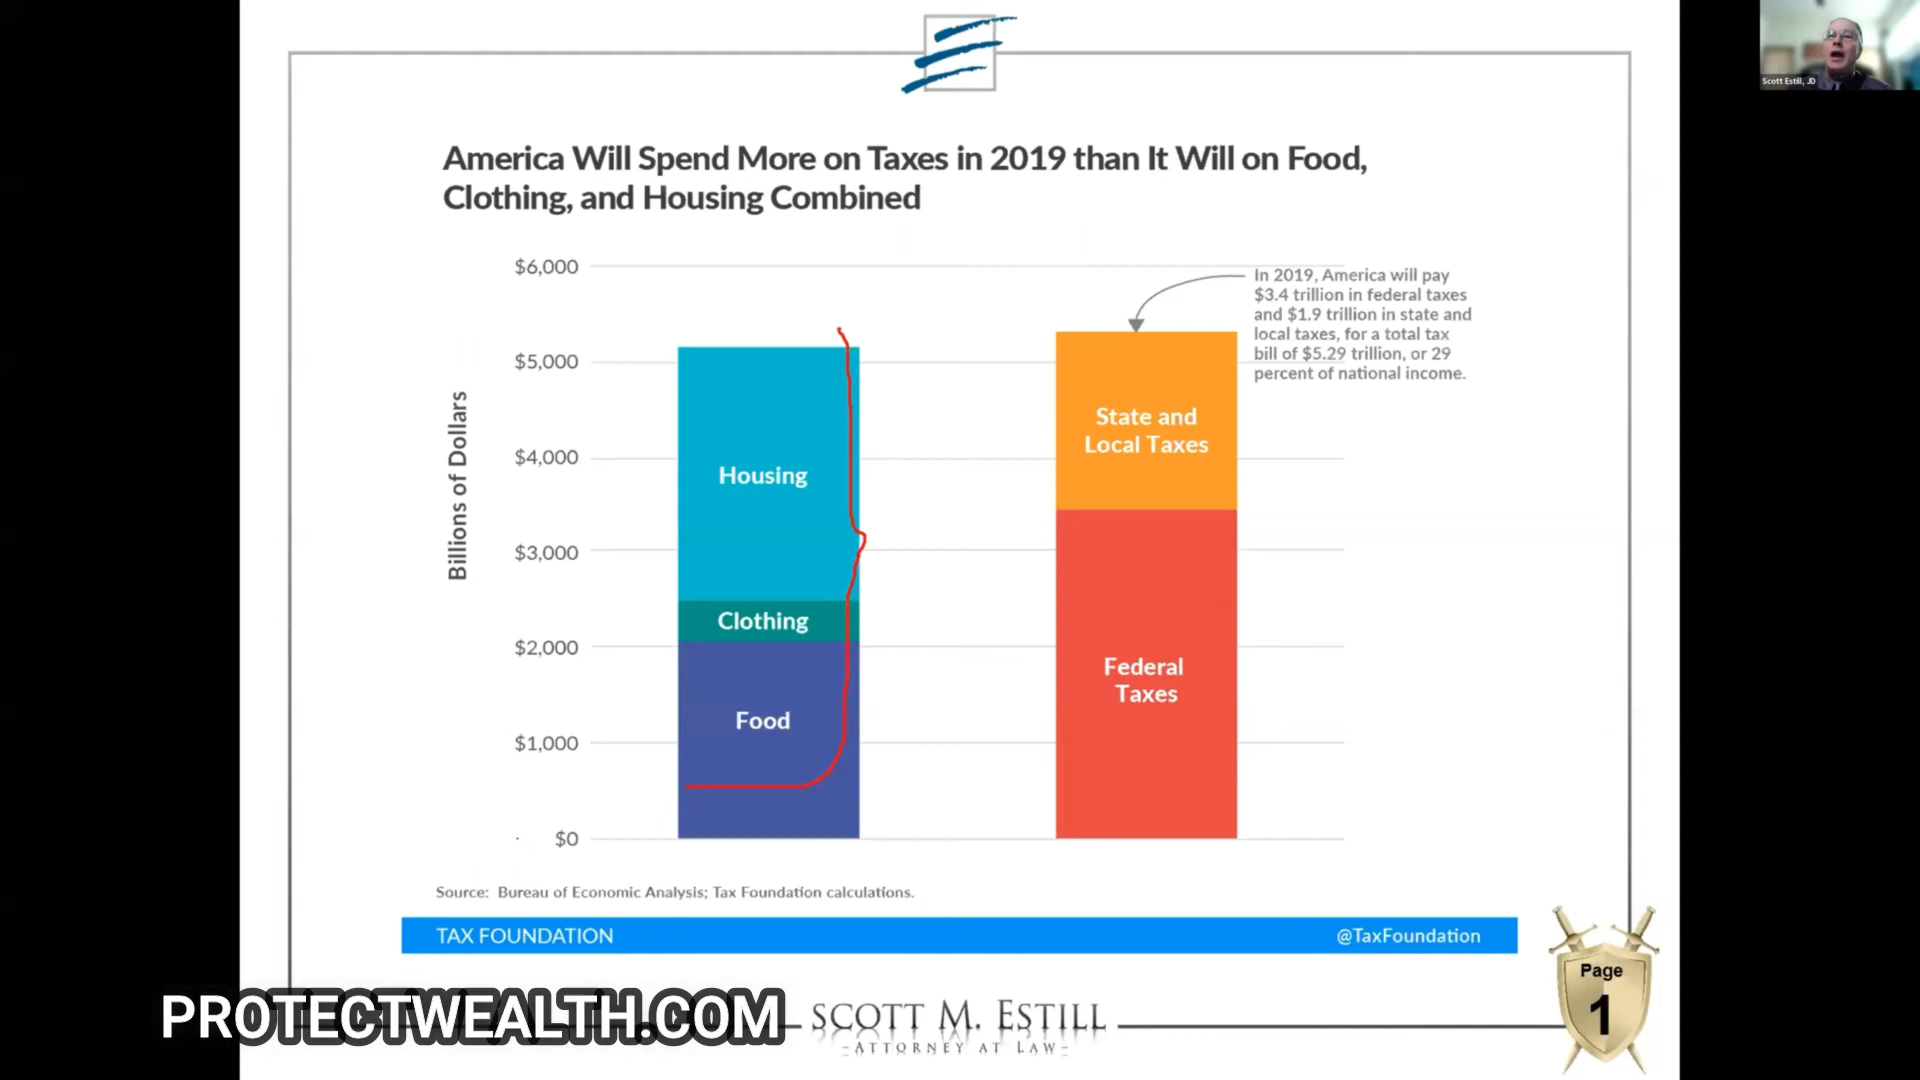 Scott Estill, JD
America Will Spend More on Taxes in 2019 than It Will on Food,
Clothing, and Housing Combined
Billions of Dollars
$6,000
$5,000
$4,000
$3,000
$2,000
$1,000
$0
Housing
Clothing
Food
State and
Local Taxes
Federal
Taxes
In 2019, America will pay
$3.4 trillion in federal taxes
and $1.9 trillion in state and
local taxes, for a total tax
bill of $5.29 trillion, or 29
percent of national income.
Source: Bureau of Economic Analysis; Tax Foundation calculations.
TAX FOUNDATION
@TaxFoundation
Page
1
PROTECTWEALTH.COM
SCOTT M. ESTILL
-ATTORNEY AT LAW-